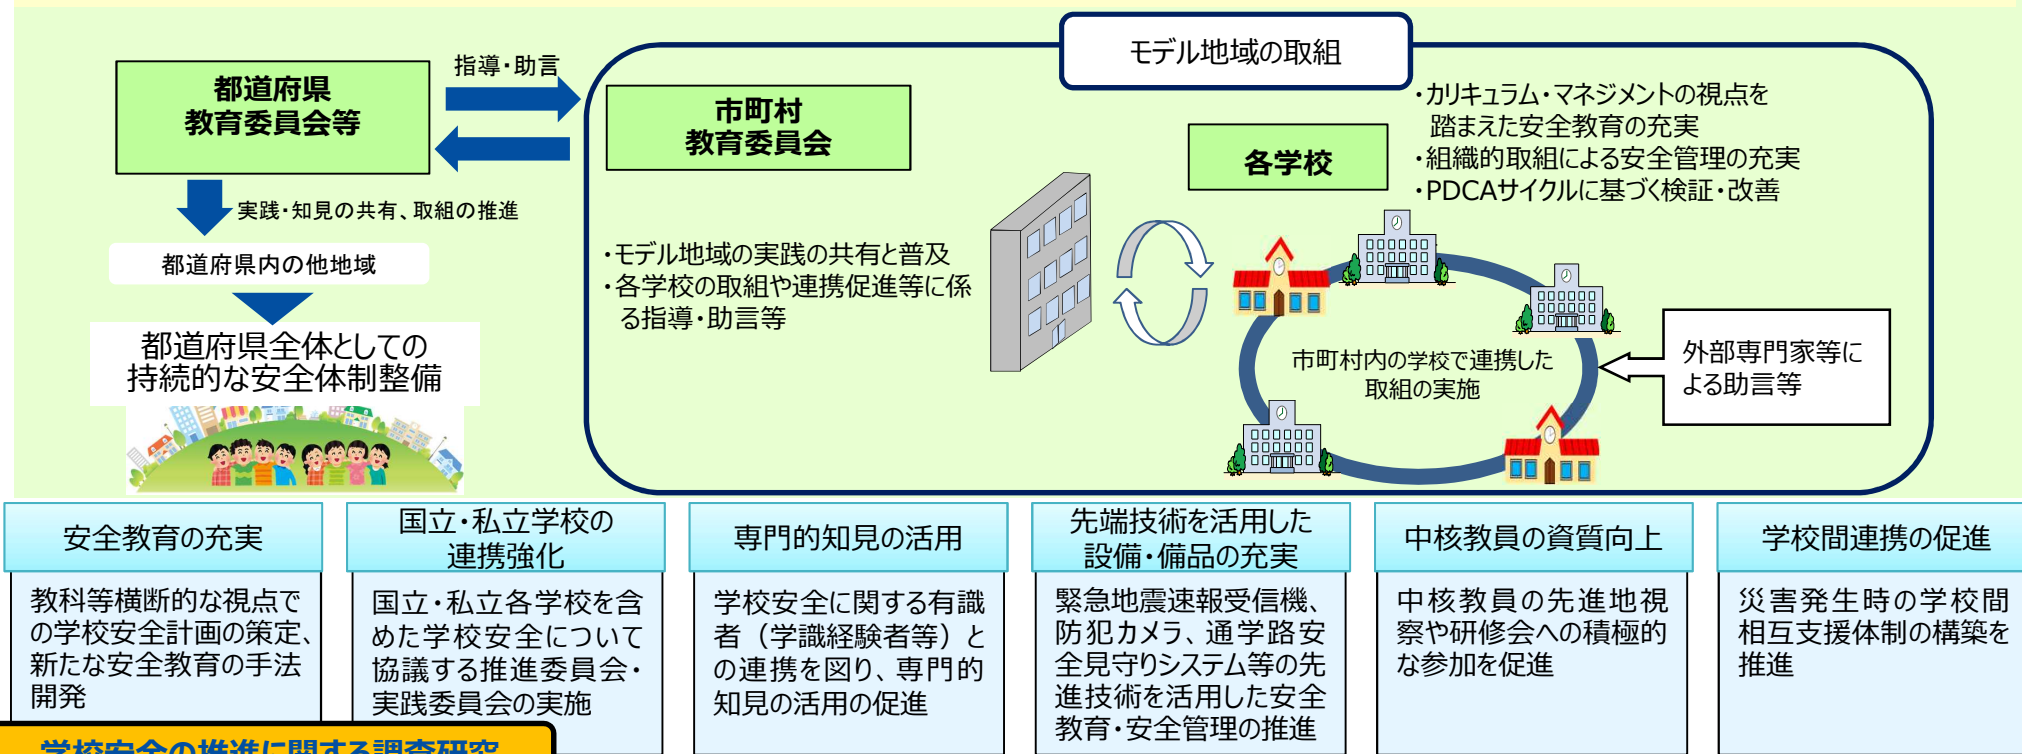 モデル地域の取組
都道府県
教育委員会等
指導・助言
市町村
教育委員会
各学校
・カリキュラム・マネジメントの視点を
踏まえた安全教育の充実
・組織的取組による安全管理の充実
・PDCAサイクルに基づく検証・改善
実践・知見の共有、取組の推進
都道府県内の他地域
都道府県全体としての
持続的な安全体制整備
・モデル地域の実践の共有と普及
・各学校の取組や連携促進等に係
る指導・助言等
市町村内の学校で連携した
取組の実施
外部専門家等に
よる助言等
安全教育の充実
教科等横断的な視点で
の学校安全計画の策定、
新たな安全教育の手法
開発
国立・私立学校の
連携強化
国立・私立各学校を含
めた学校安全について
協議する推進委員会・
実践委員会の実施
専門的知見の活用
学校安全に関する有識
者（学識経験者等）と
の連携を図り、専門的
知見の活用の促進
先端技術を活用した
設備・備品の充実
緊急地震速報受信機、
防犯カメラ、通学路安
全見守りシステム等の先
進技術を活用した安全
教育・安全管理の推進
中核教員の資質向上
中核教員の先進地視
察や研修会への積極的
な参加を促進
学校間連携の促進
災害発生時の学校間
相互支援体制の構築を
推進
学校安全の推進に関する調査研究